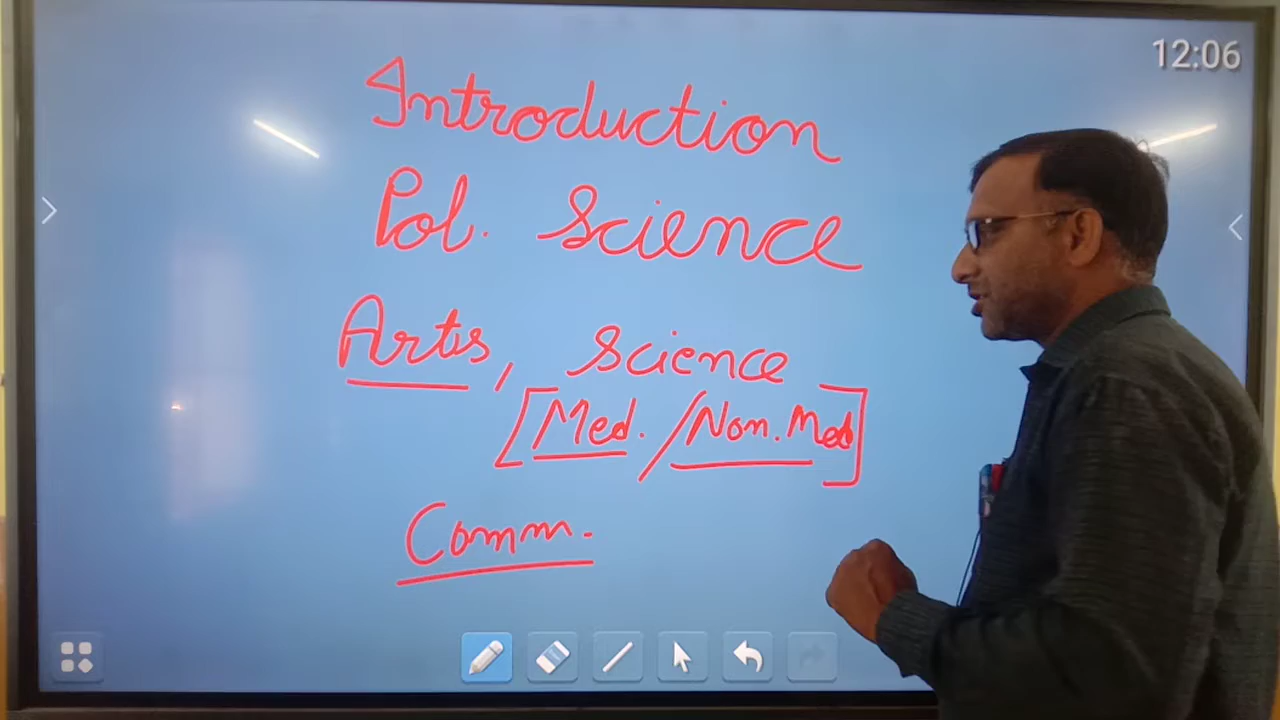 12:06
Introduction
Pol. Science
Arts, Science
[Med. / Non. Med]
Comm.